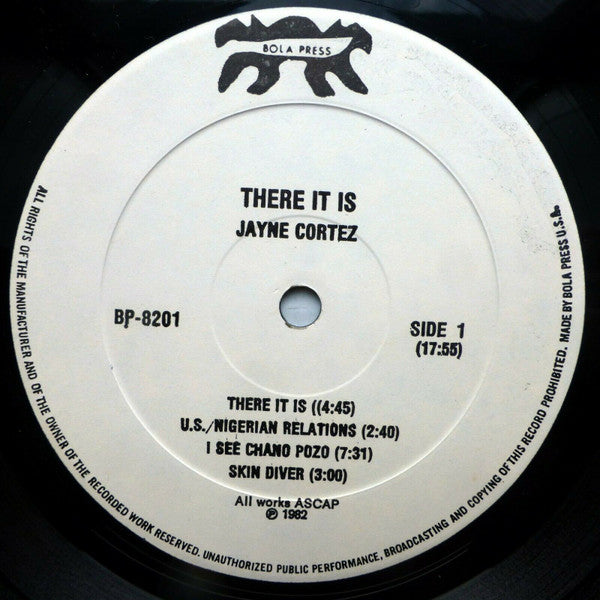 BOLA PRESS
THERE IT IS
JAYNE CORTEZ
BP-8201
SIDE 1
(17:55)
THERE IT IS ((4:45)
U.S./NIGERIAN RELATIONS (2:40)
I SEE CHANO POZO (7:31)
SKIN DIVER (3:00)
All works ASCAP
℗ 1982
ALL RIGHTS OF THE MANUFACTURER AND OF THE OWNER OF THE RECORDED WORK RESERVED. UNAUTHORIZED PUBLIC PERFORMANCE, BROADCASTING AND COPYING OF THIS RECORD PROHIBITED. MADE BY BOLA PRESS U.S.A.